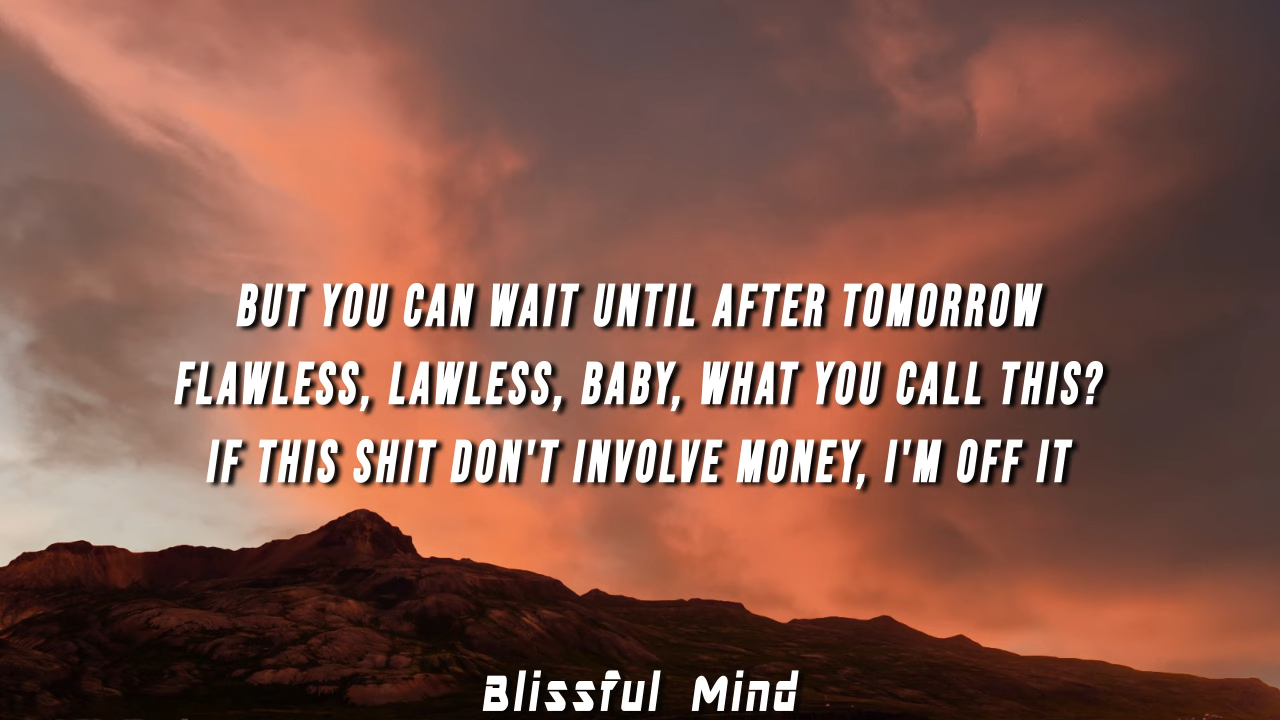 BUT YOU CAN WAIT UNTIL AFTER TOMORROW
FLAWLESS, LAWLESS, BABY, WHAT YOU CALL THIS?
IF THIS SHIT DON'T INVOLVE MONEY, I'M OFF IT
Blissful Mind